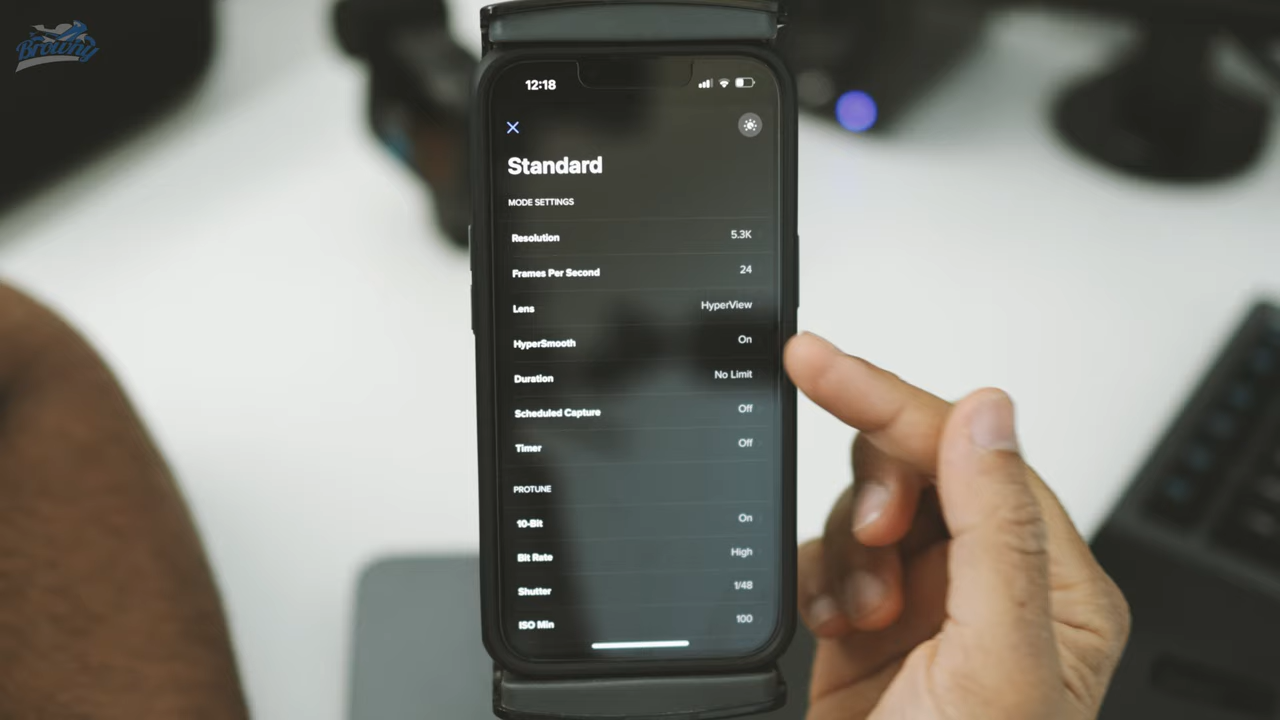 Browny
12:18
Standard
MODE SETTINGS
Resolution 5.3K
Frames Per Second 24
Lens HyperView
HyperSmooth On
Duration No Limit
Scheduled Capture Off
Timer Off
PROTUNE
10-Bit On
Bit Rate High
Shutter 1/48
ISO Min 100